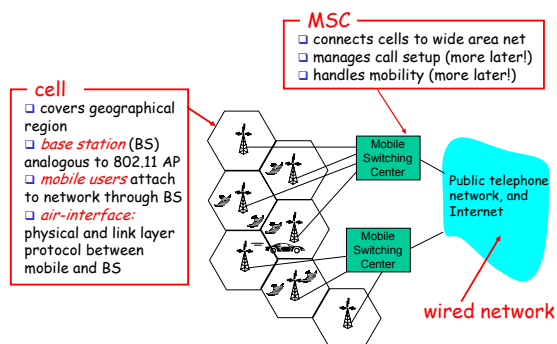 MSC
❑ connects cells to wide area net
❑ manages call setup (more later!)
❑ handles mobility (more later!)
cell
❑ covers geographical
region
❑ base station (BS)
analogous to 802.11 AP
❑ mobile users attach
to network through BS
❑ air-interface:
physical and link layer
protocol between
mobile and BS
Mobile
Switching
Center
Public telephone
network, and
Internet
Mobile
Switching
Center
wired network